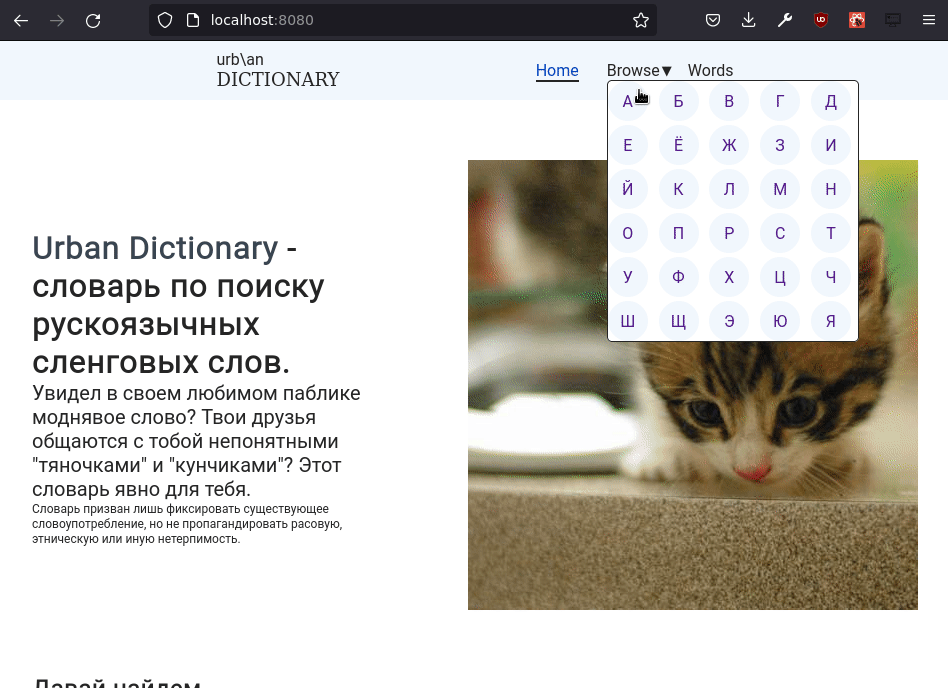 localhost:8080
urb\an
DICTIONARY
Home Browse▼ Words
А Б В Г Д
Е Ё Ж З И
Й К Л М Н
О П Р С Т
У Ф Х Ц Ч
Ш Щ Э Ю Я
Urban Dictionary -
словарь по поиску
рускоязычных
сленговых слов.
Увидел в своем любимом паблике
моднявое слово? Твои друзья
общаются с тобой непонятными
"тяночками" и "кунчиками"? Этот
словарь явно для тебя.
Словарь призван лишь фиксировать существующее
словоупотребление, но не пропагандировать расовую,
этническую или иную нетерпимость.
Давай найдем